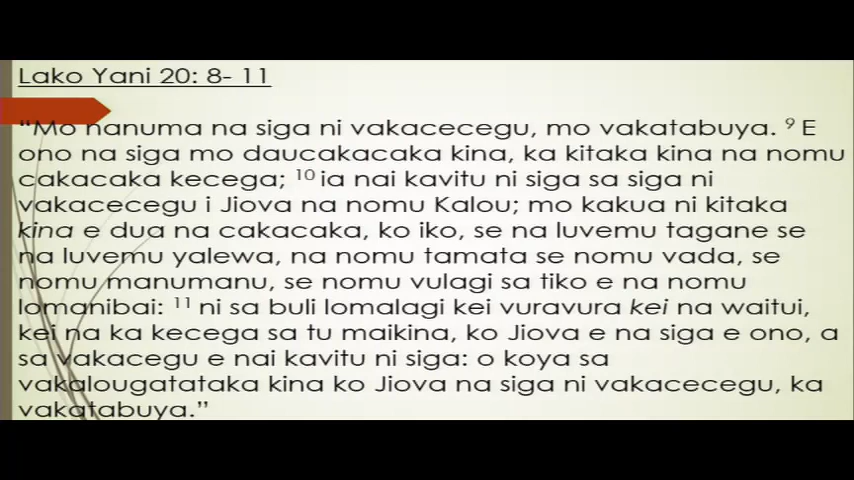 Lako Yani 20: 8- 11
“Mo nanuma na siga ni vakacecegu, mo vakatabuya. ⁹ E
ono na siga mo daucakacaka kina, ka kitaka kina na nomu
cakacaka kecega; ¹⁰ ia nai kavitu ni siga sa siga ni
vakacecegu i Jiova na nomu Kalou; mo kakua ni kitaka
kina e dua na cakacaka, ko iko, se na luvemu tagane se
na luvemu yalewa, na nomu tamata se nomu vada, se
nomu manumanu, se nomu vulagi sa tiko e na nomu
lomanibai: ¹¹ ni sa buli lomalagi kei vuravura kei na waitui,
kei na ka kecega sa tu maikina, ko Jiova e na siga e ono, a
sa vakacegu e nai kavitu ni siga: o koya sa
vakalougatataka kina ko Jiova na siga ni vakacecegu, ka
vakatabuya.”